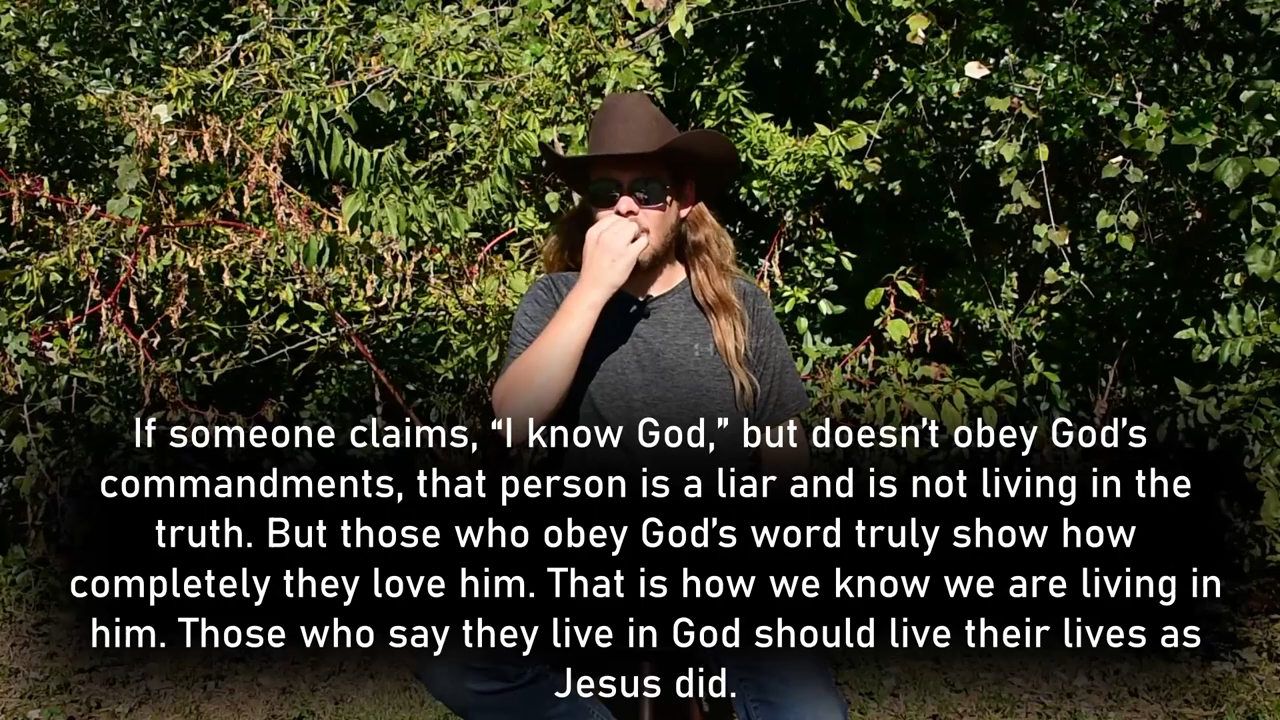 If someone claims, “I know God,” but doesn’t obey God’s
commandments, that person is a liar and is not living in the
truth. But those who obey God’s word truly show how
completely they love him. That is how we know we are living in
him. Those who say they live in God should live their lives as
Jesus did.